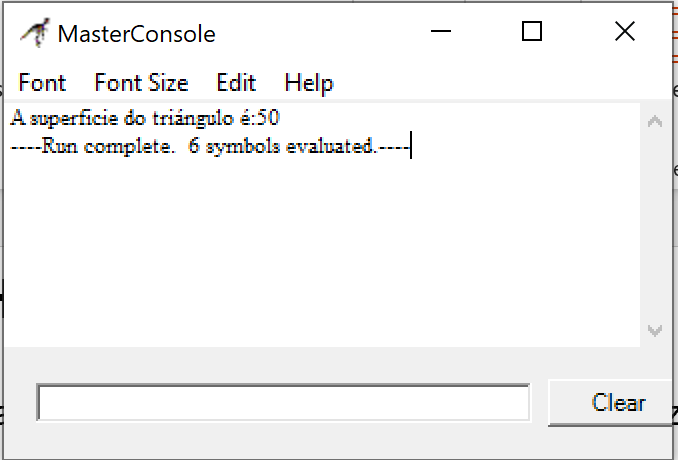 MasterConsole
Font Font Size Edit Help
A superficie do triángulo é:50
----Run complete.  6 symbols evaluated.----
Clear